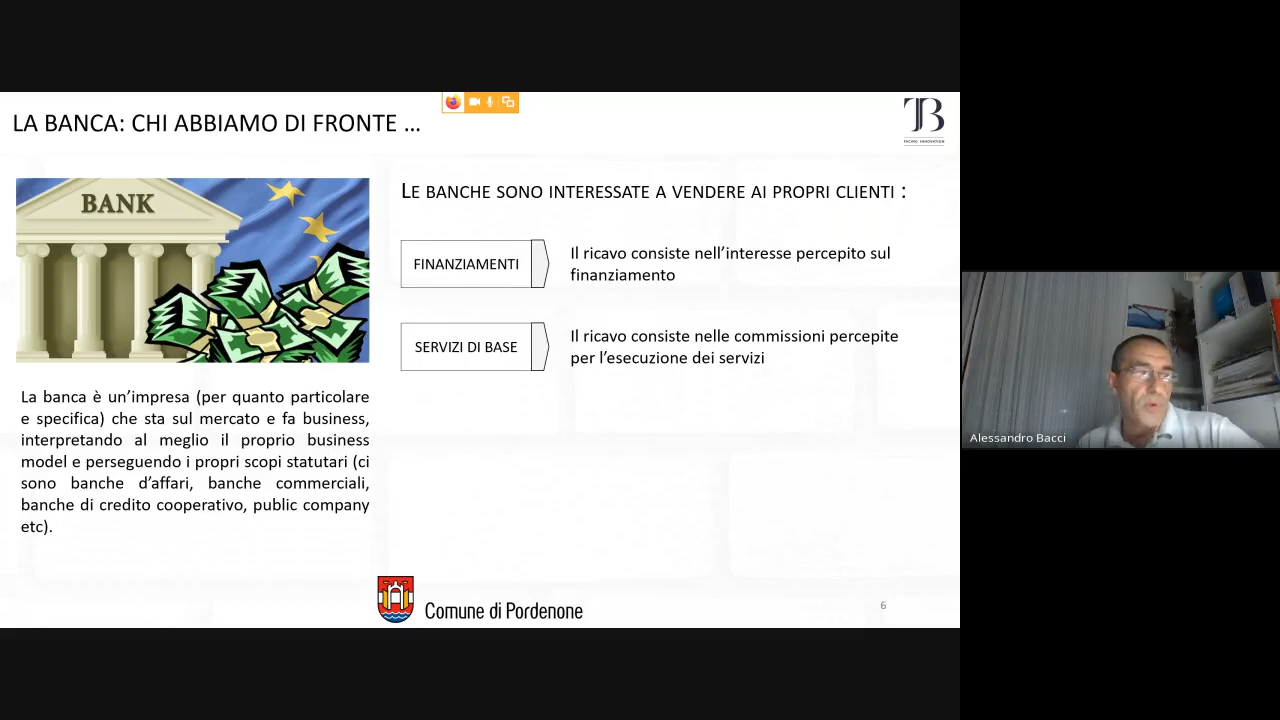 LA BANCA: CHI ABBIAMO DI FRONTE ...
TB
FACING INNOVATION
BANK
LE BANCHE SONO INTERESSATE A VENDERE AI PROPRI CLIENTI :
FINANZIAMENTI
Il ricavo consiste nell’interesse percepito sul
finanziamento
SERVIZI DI BASE
Il ricavo consiste nelle commissioni percepite
per l’esecuzione dei servizi
La banca è un’impresa (per quanto particolare
e specifica) che sta sul mercato e fa business,
interpretando al meglio il proprio business
model e perseguendo i propri scopi statutari (ci
sono banche d’affari, banche commerciali,
banche di credito cooperativo, public company
etc).
Comune di Pordenone
6
Alessandro Bacci